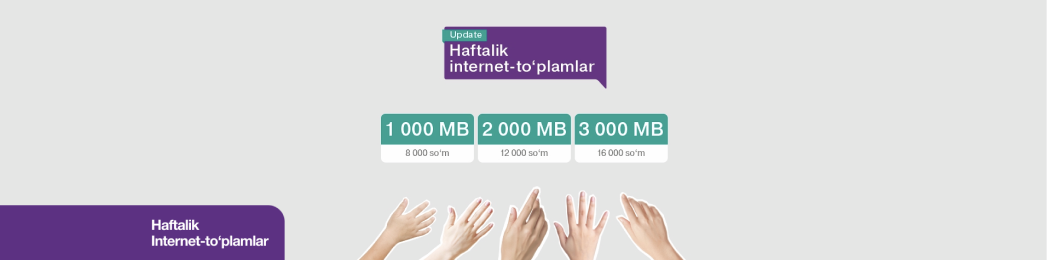 Update
Haftalik
internet-to‘plamlar
1 000 MB 2 000 MB 3 000 MB
8 000 so‘m 12 000 so‘m 16 000 so‘m
Haftalik
Internet-to‘plamlar